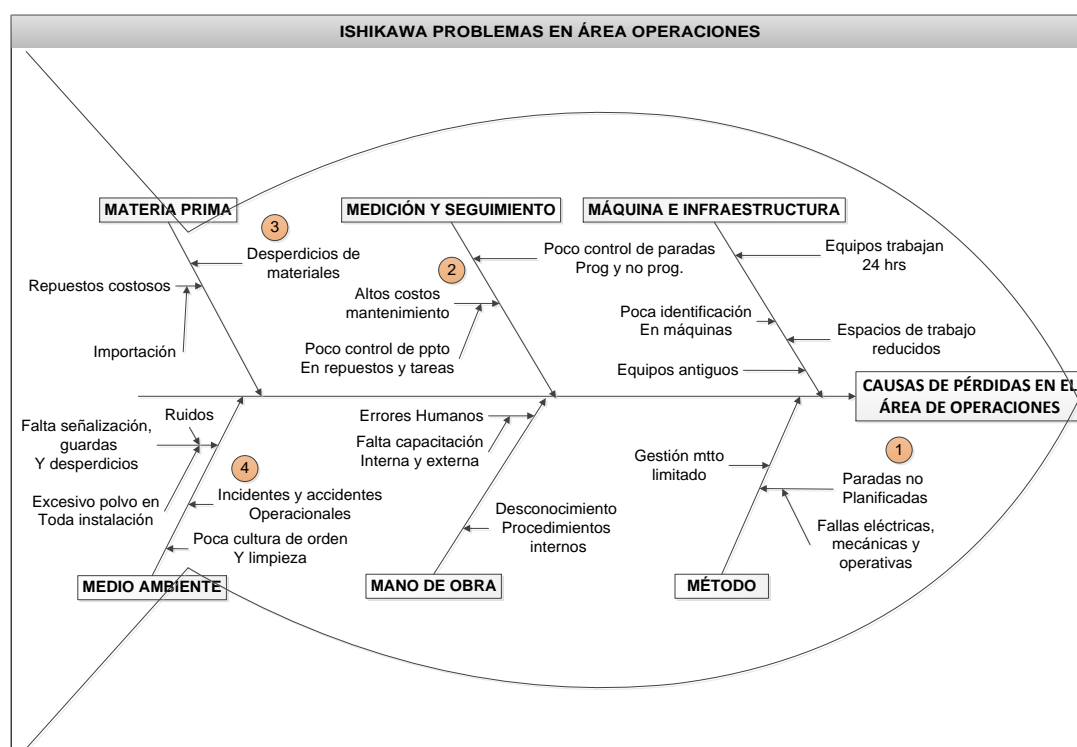 ISHIKAWA PROBLEMAS EN ÁREA OPERACIONES
MATERIA PRIMA
MEDICIÓN Y SEGUIMIENTO
MÁQUINA E INFRAESTRUCTURA
3
Desperdicios de
materiales
Repuestos costosos
Importación
Poco control de paradas
Prog y no prog.
2
Altos costos
mantenimiento
Poco control de ppto
En repuestos y tareas
Equipos trabajan
24 hrs
Poca identificación
En máquinas
Espacios de trabajo
reducidos
Equipos antiguos
CAUSAS DE PÉRDIDAS EN EL
ÁREA DE OPERACIONES
Ruidos
Falta señalización,
guardas
Y desperdicios
4
Incidentes y accidentes
Operacionales
Excesivo polvo en
Toda instalación
Poca cultura de orden
Y limpieza
Errores Humanos
Falta capacitación
Interna y externa
Desconocimiento
Procedimientos
internos
Gestión mtto
limitado
1
Paradas no
Planificadas
Fallas eléctricas,
mecánicas y
operativas
MEDIO AMBIENTE
MANO DE OBRA
MÉTODO